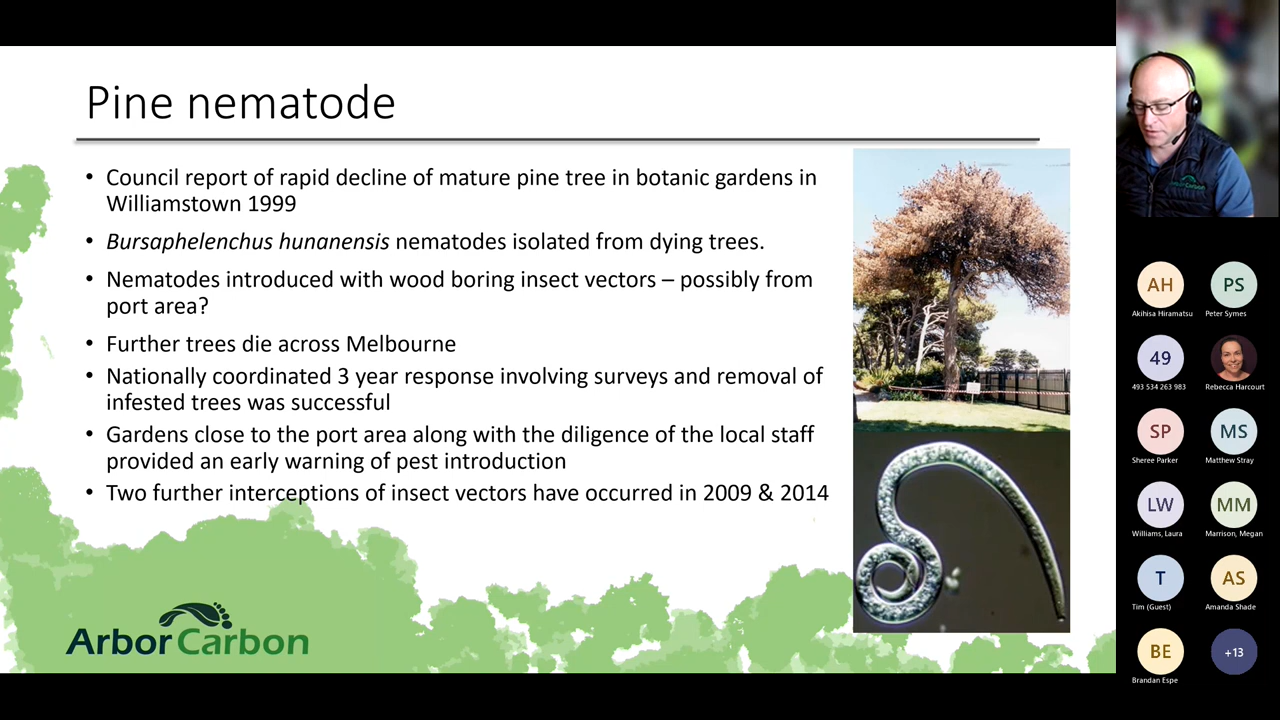 Pine nematode
• Council report of rapid decline of mature pine tree in botanic gardens in
Williamstown 1999
• Bursaphelenchus hunanensis nematodes isolated from dying trees.
• Nematodes introduced with wood boring insect vectors – possibly from
port area?
• Further trees die across Melbourne
• Nationally coordinated 3 year response involving surveys and removal of
infested trees was successful
• Gardens close to the port area along with the diligence of the local staff
provided an early warning of pest introduction
• Two further interceptions of insect vectors have occurred in 2009 & 2014
ArborCarbon
ArborCarbon
AH
PS
Akihisa Hiramatsu
Peter Symes
49
493 534 263 983
Rebecca Harcourt
SP
MS
Sheree Parker
Matthew Stray
LW
MM
Williams, Laura
Marrison, Megan
T
AS
Tim (Guest)
Amanda Shade
BE
+13
Brandan Espe